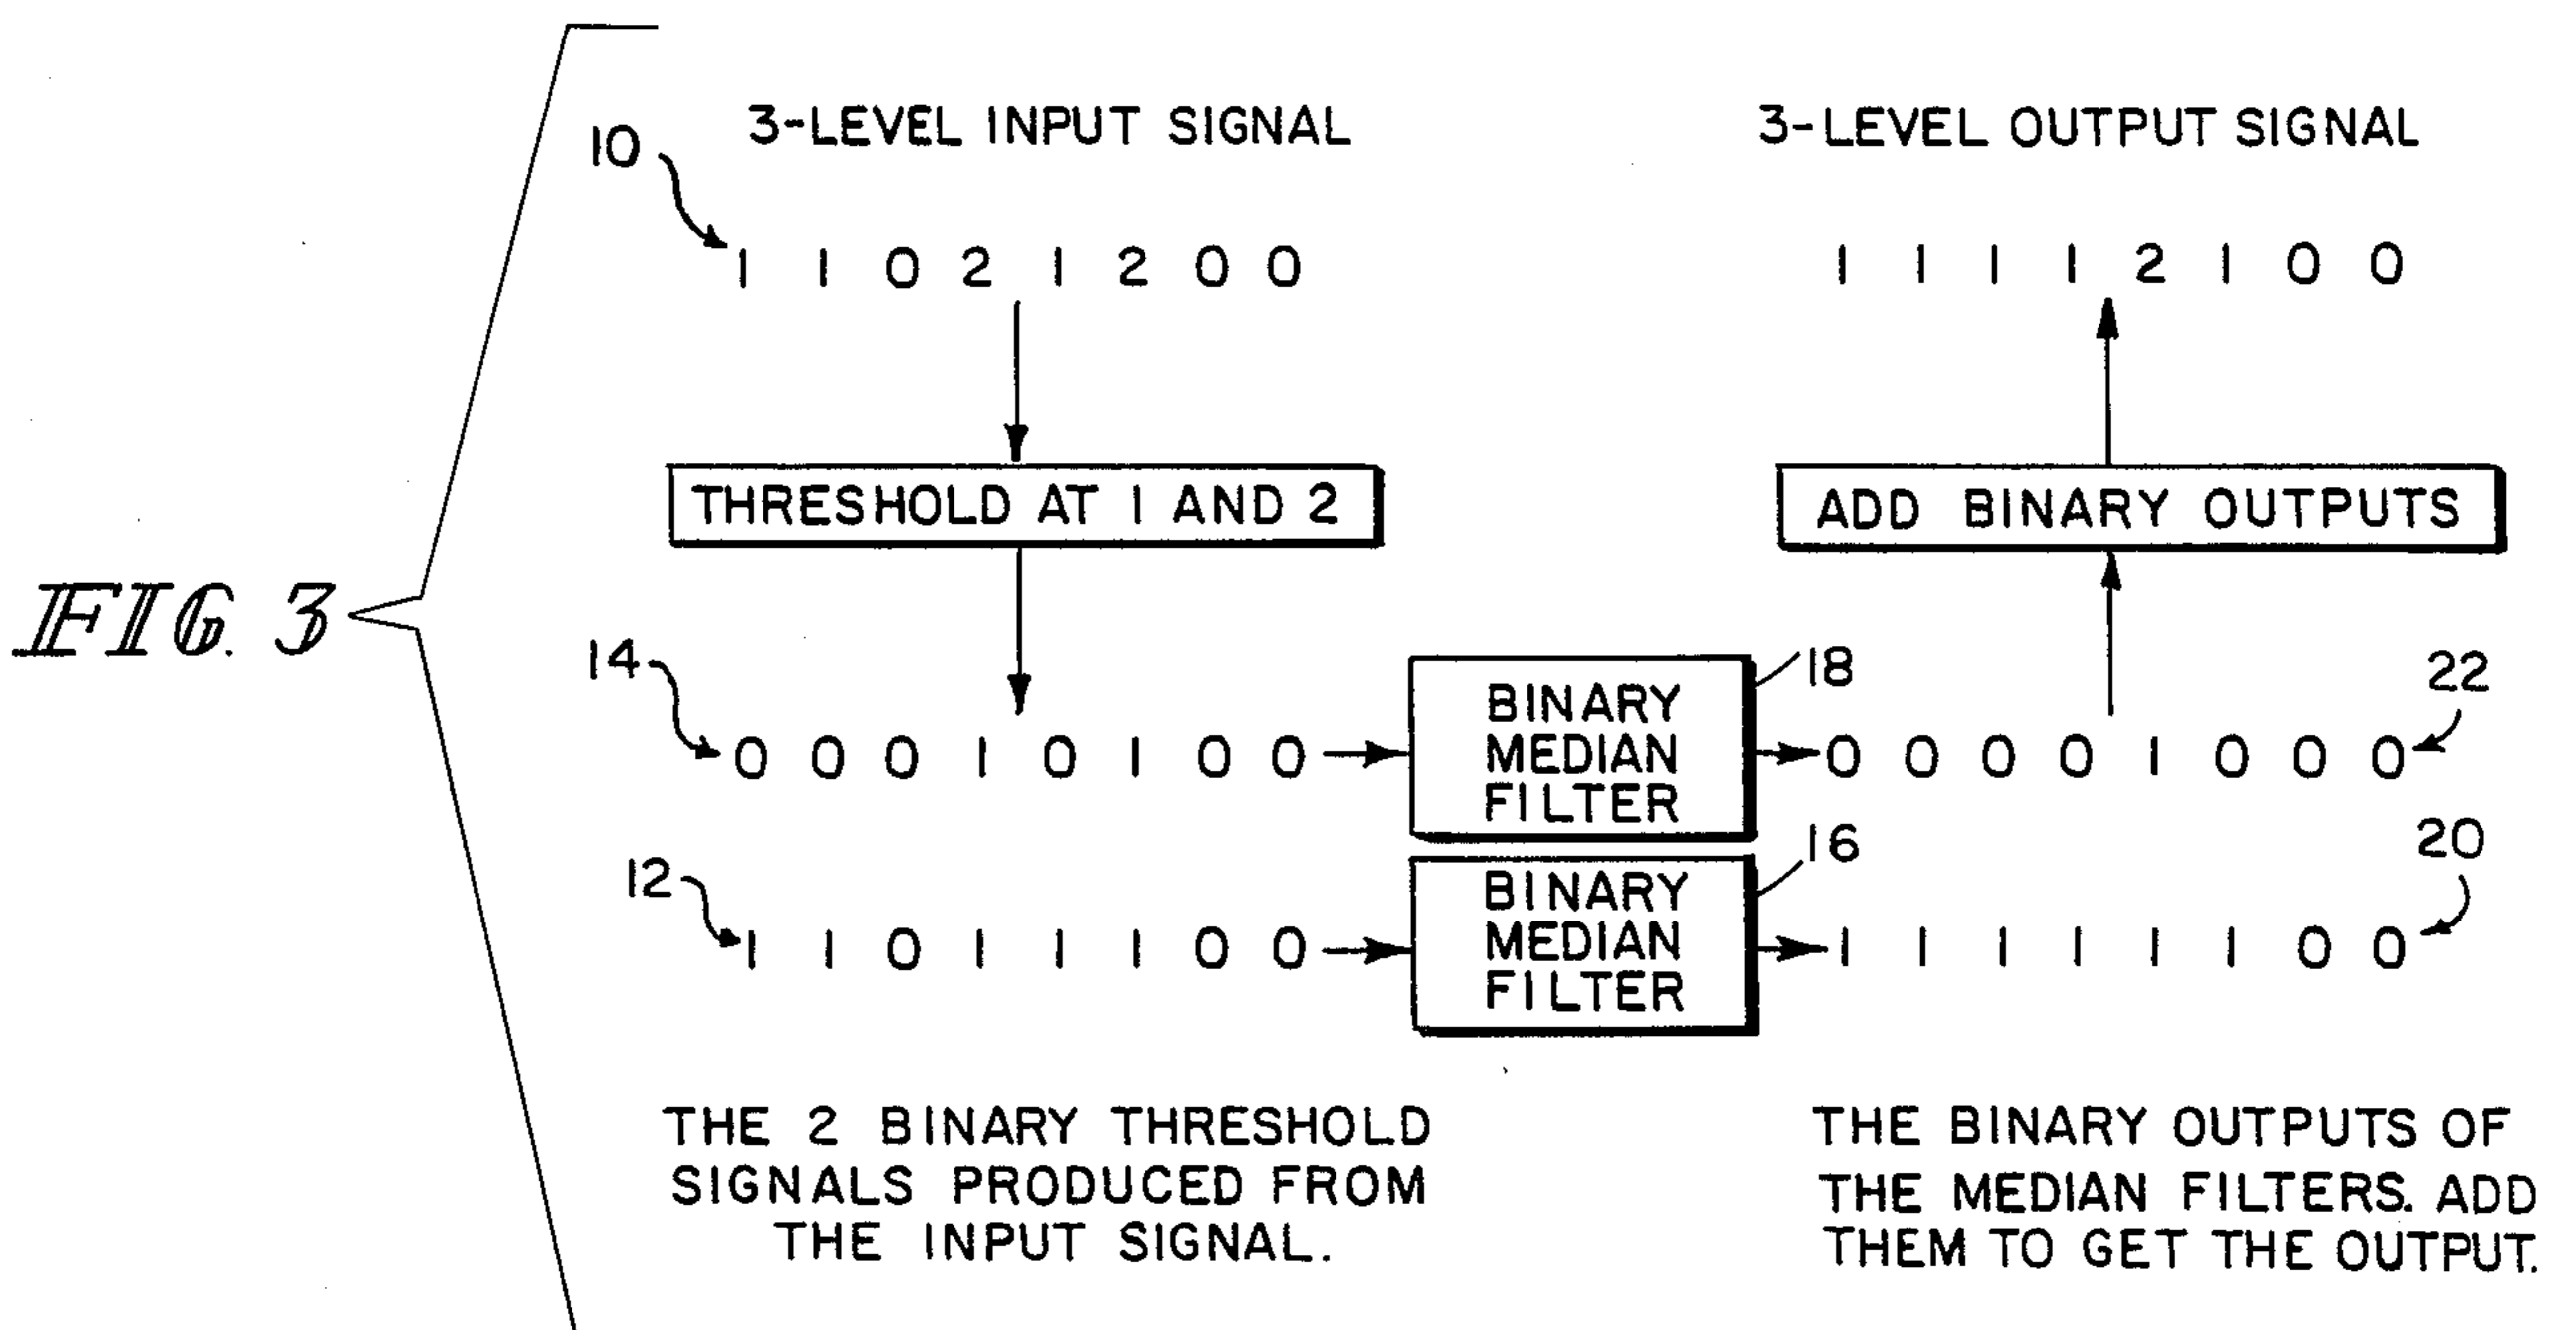 FIG. 3
3-LEVEL INPUT SIGNAL
10
1 1 0 2 1 2 0 0
THRESHOLD AT 1 AND 2
14
0 0 0 1 0 1 0 0
12
1 1 0 1 1 1 0 0
THE 2 BINARY THRESHOLD
SIGNALS PRODUCED FROM
THE INPUT SIGNAL.
BINARY
MEDIAN
FILTER
18
BINARY
MEDIAN
FILTER
16
3-LEVEL OUTPUT SIGNAL
1 1 1 1 2 1 0 0
ADD BINARY OUTPUTS
22
0 0 0 0 1 0 0 0
20
1 1 1 1 1 1 0 0
THE BINARY OUTPUTS OF
THE MEDIAN FILTERS. ADD
THEM TO GET THE OUTPUT.